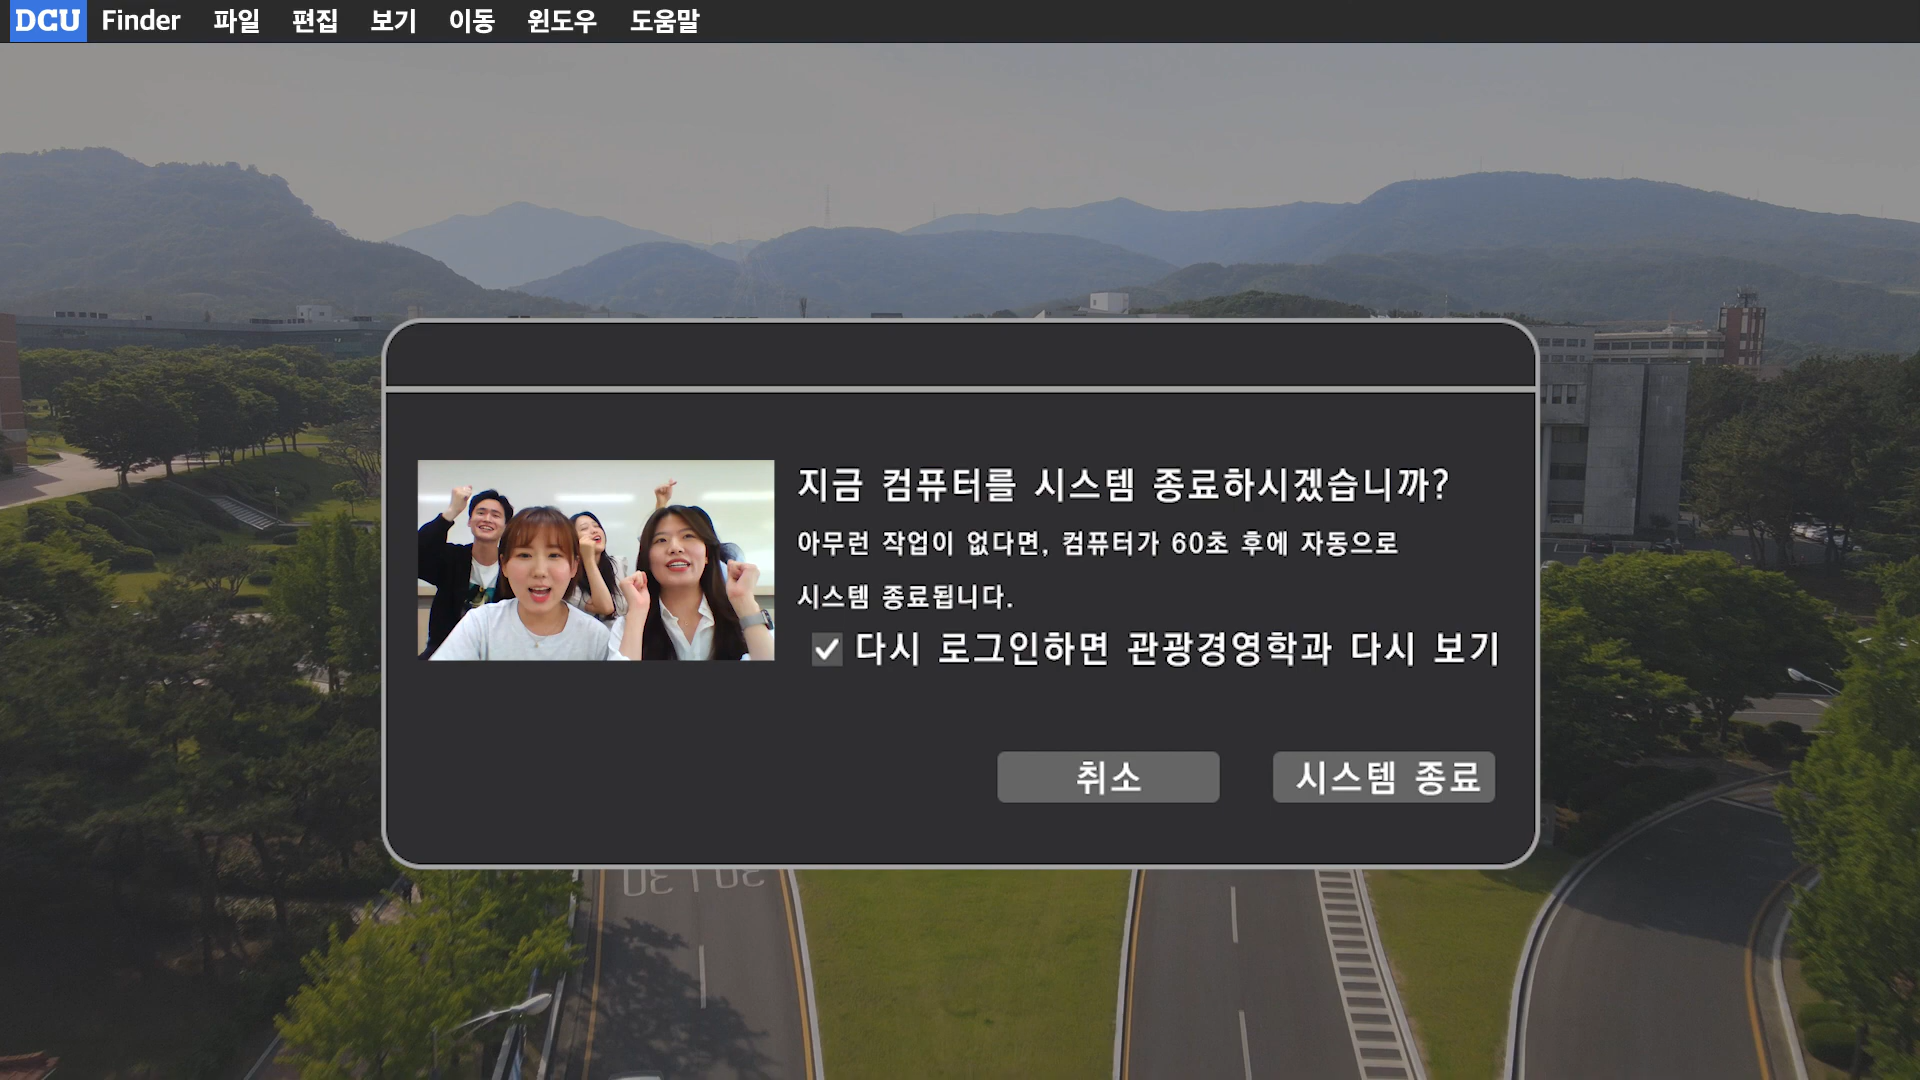 DCU Finder 파일 편집 보기 이동 윈도우 도움말
지금 컴퓨터를 시스템 종료하시겠습니까?
아무런 작업이 없다면, 컴퓨터가 60초 후에 자동으로
시스템 종료됩니다.
다시 로그인하면 관광경영학과 다시 보기
취소 시스템 종료